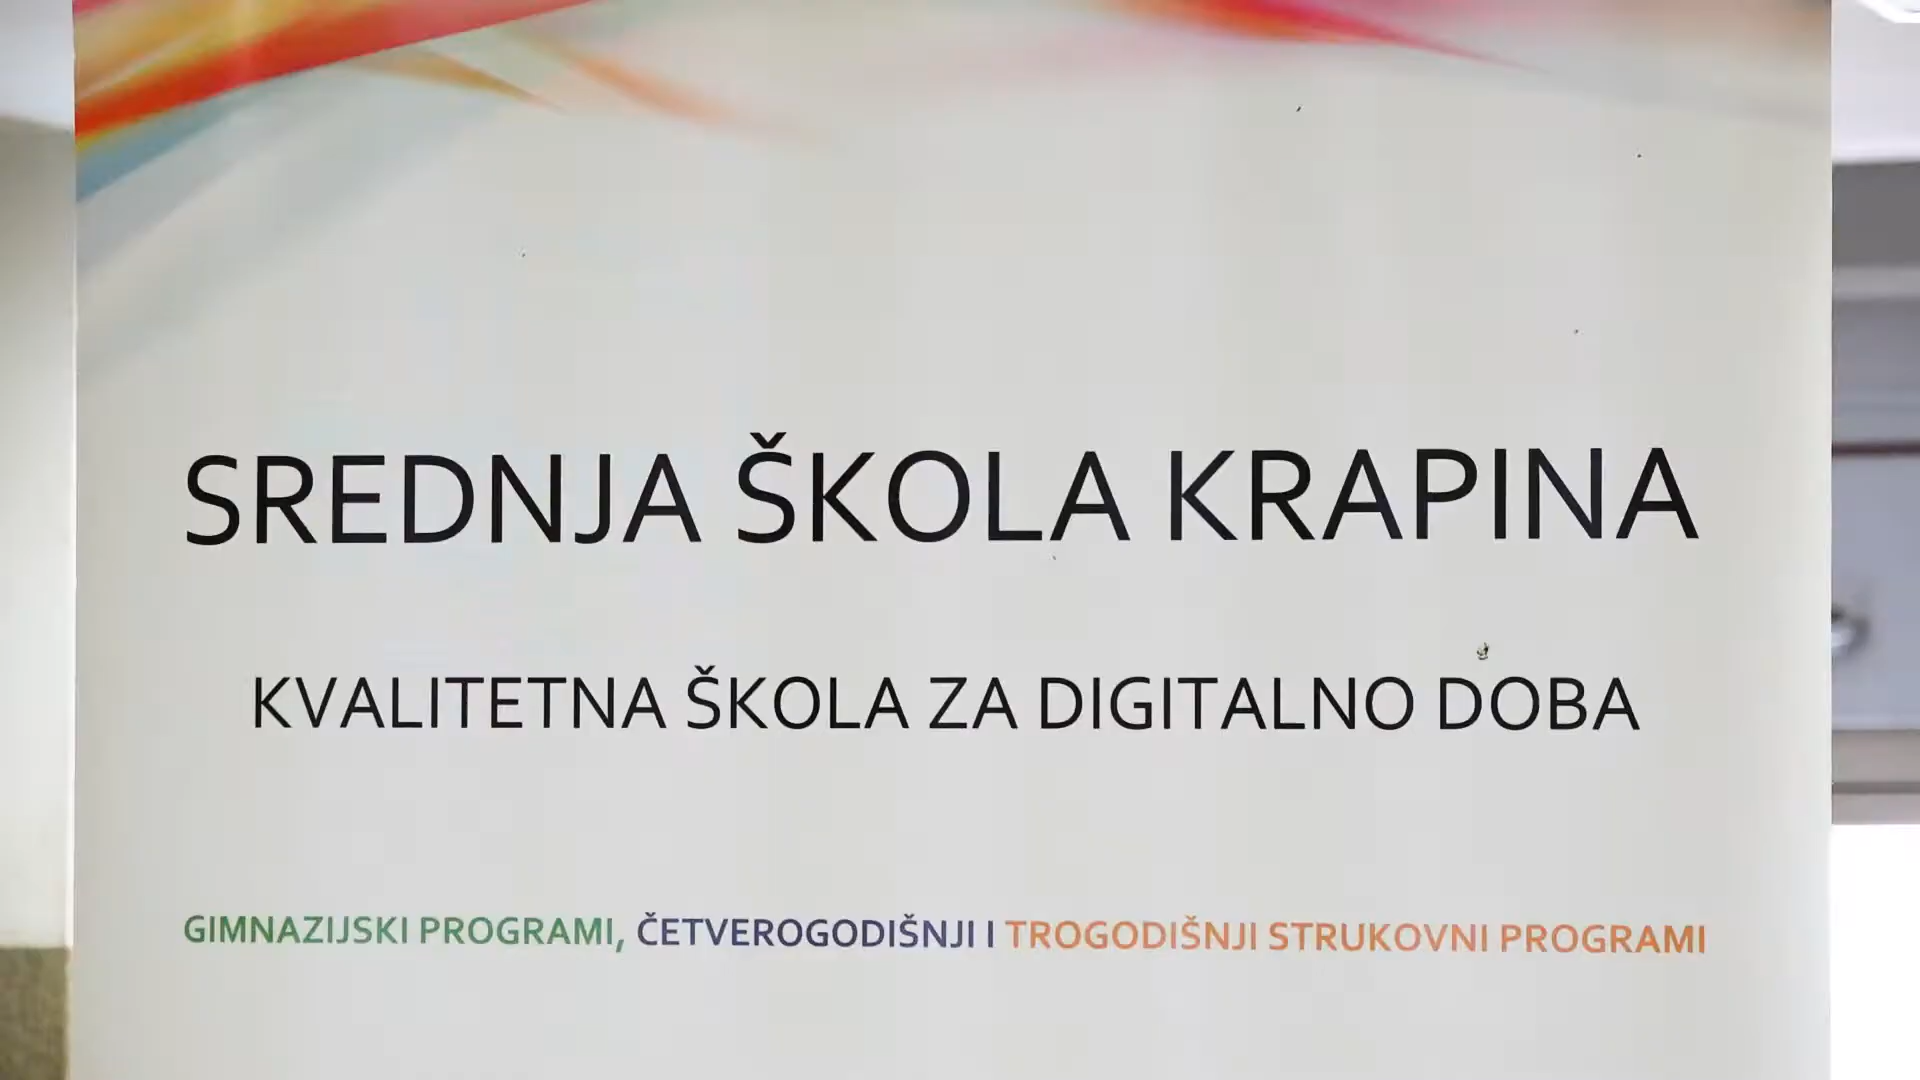 SREDNJA ŠKOLA KRAPINA
KVALITETNA ŠKOLA ZA DIGITALNO DOBA
GIMNAZIJSKI PROGRAMI, ČETVEROGODIŠNJI I TROGODIŠNJI STRUKOVNI PROGRAMI